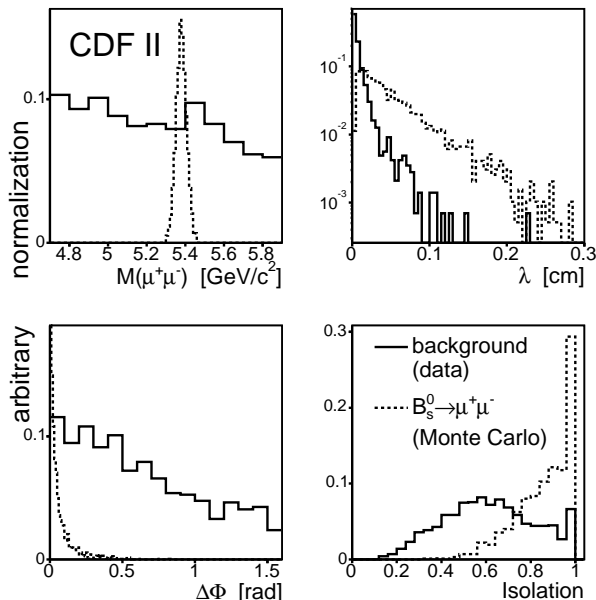 CDF II
normalization
0.1
0
4.8 5 5.2 5.4 5.6 5.8
M(μ⁺μ⁻) [GeV/c²]
10⁻¹
10⁻²
10⁻³
0 0.1 0.2 0.3
λ [cm]
arbitrary
0.1
0
0 0.5 1 1.5
ΔΦ [rad]
0.3
0.2
0.1
0
background
(data)
B⁰ₛ→μ⁺μ⁻
(Monte Carlo)
0 0.2 0.4 0.6 0.8 1
Isolation